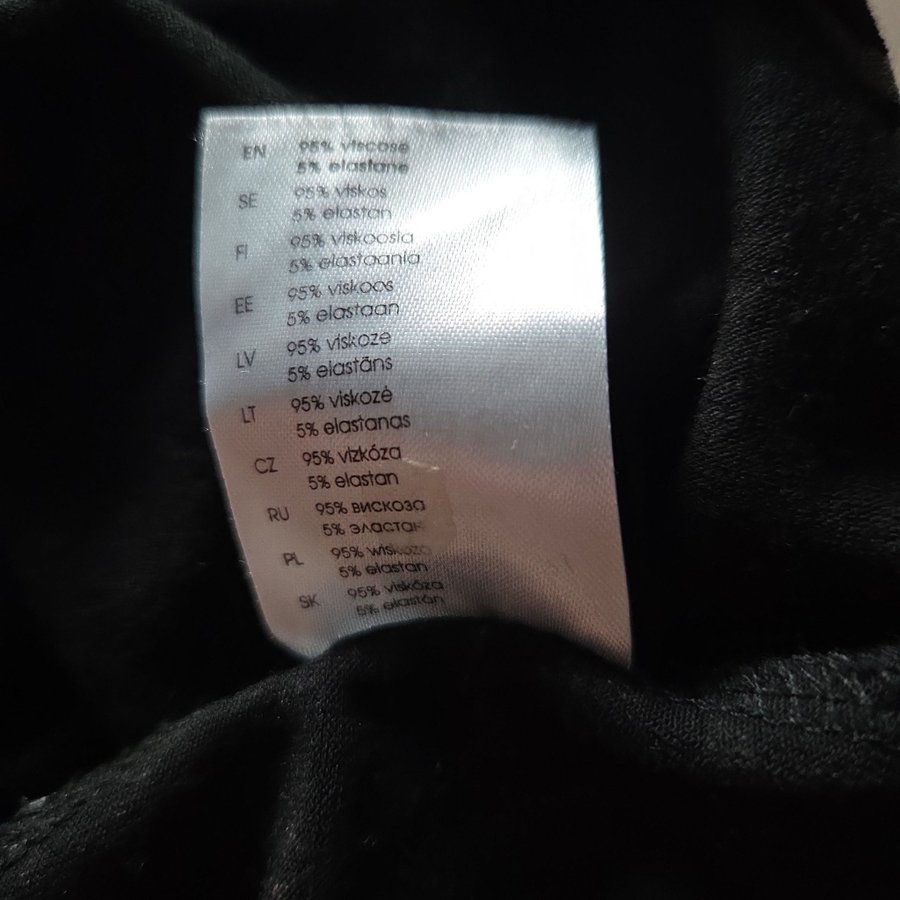 EN 95% viscose
5% elastane
SE 95% viskos
5% elastan
FI 95% viskoosia
5% elastaania
EE 95% viskoos
5% elastaan
LV 95% viskoze
5% elastāns
LT 95% viskozė
5% elastanas
CZ 95% vizkóza
5% elastan
RU 95% вискоза
5% эластан
PL 95% wiskoza
5% elastan
SK 95% viskóza
5% elastán